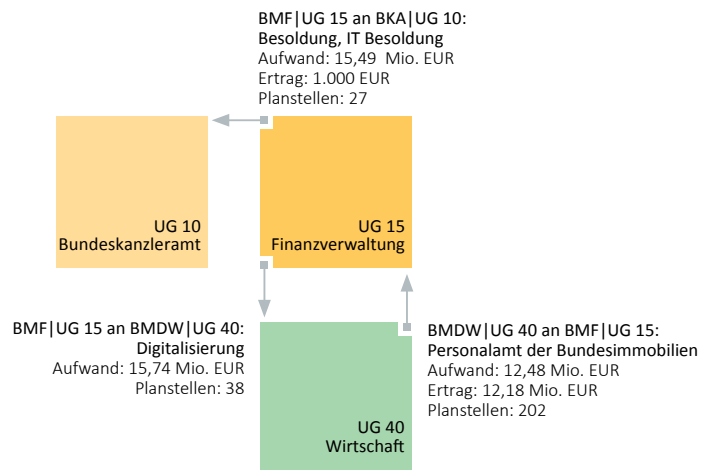 BMF|UG 15 an BKA|UG 10:
Besoldung, IT Besoldung
Aufwand: 15,49 Mio. EUR
Ertrag: 1.000 EUR
Planstellen: 27
UG 10
Bundeskanzleramt
UG 15
Finanzverwaltung
BMF|UG 15 an BMDW|UG 40:
Digitalisierung
Aufwand: 15,74 Mio. EUR
Planstellen: 38
BMDW|UG 40 an BMF|UG 15:
Personalamt der Bundesimmobilien
Aufwand: 12,48 Mio. EUR
Ertrag: 12,18 Mio. EUR
Planstellen: 202
UG 40
Wirtschaft